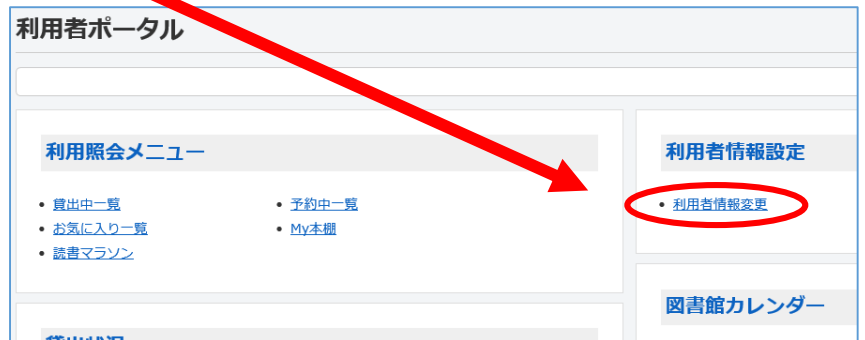 利用者ポータル
利用照会メニュー
貸出中一覧
予約中一覧
お気に入り一覧
My本棚
読書マラソン
利用者情報設定
利用者情報変更
図書館カレンダー